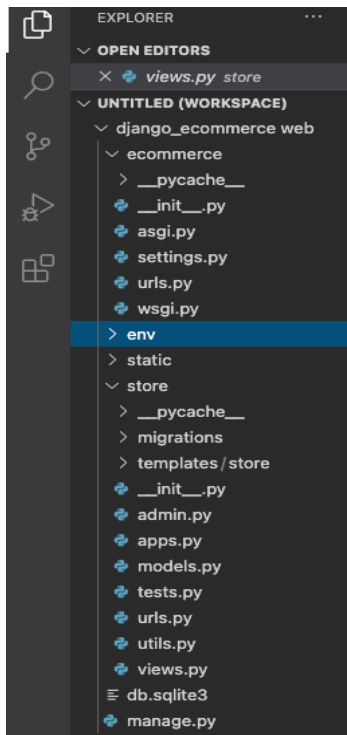 EXPLORER ...
OPEN EDITORS
views.py store
UNTITLED (WORKSPACE)
django_ecommerce web
ecommerce
__pycache__
__init__.py
asgi.py
settings.py
urls.py
wsgi.py
env
static
store
__pycache__
migrations
templates/store
__init__.py
admin.py
apps.py
models.py
tests.py
urls.py
utils.py
views.py
db.sqlite3
manage.py